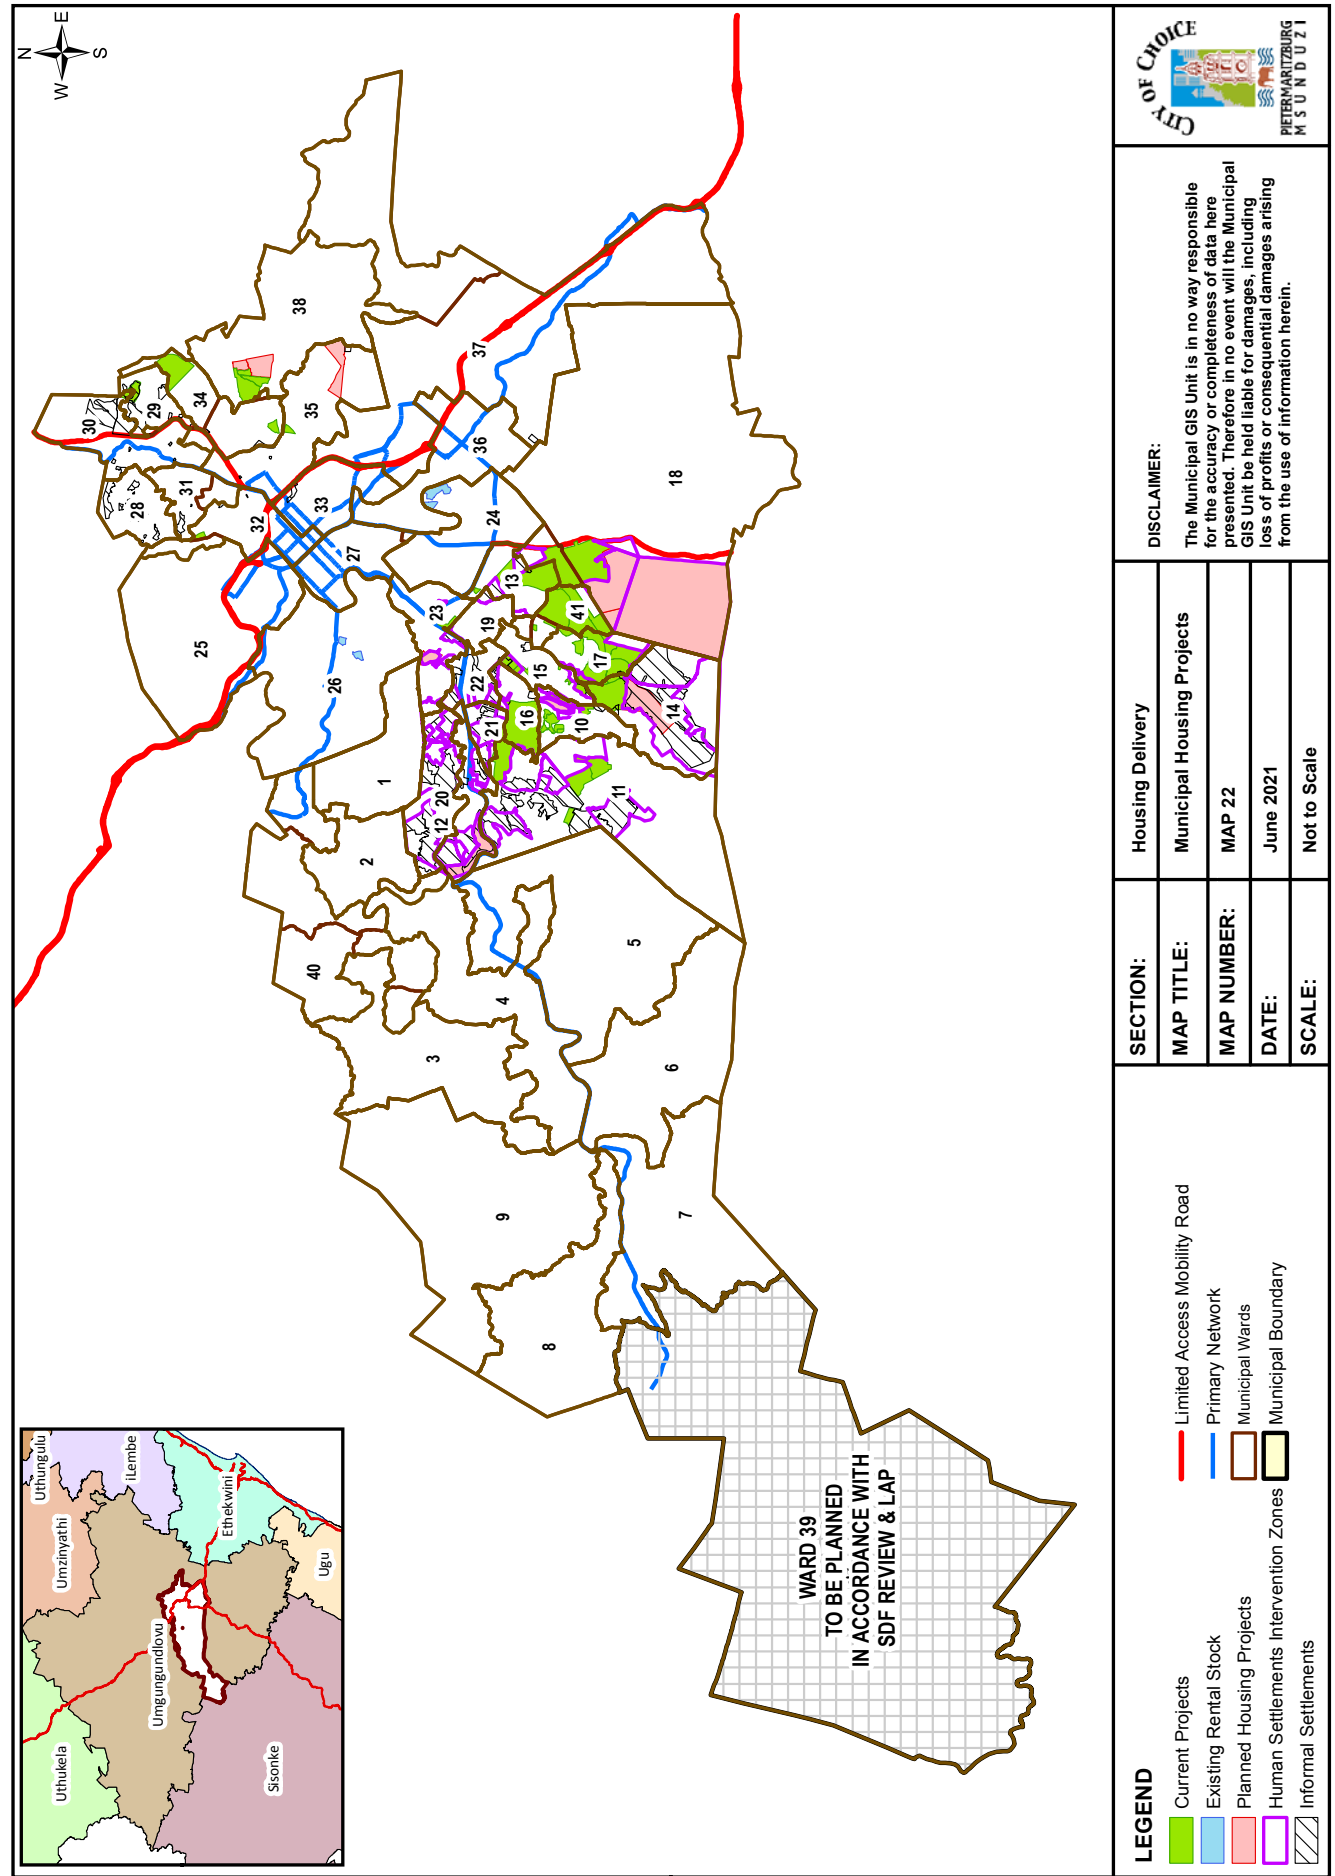 N
E
S
W
Uthungulu
Umzinyathi
iLembe
Uthukela
Umgungundlovu
Ethekwini
Ugu
Sisonke
30
29
28
31
34
38
35
25
32
33
27
37
36
24
26
18
23
13
19
41
22
15
17
21
16
10
14
1
20
12
11
2
40
5
4
3
6
9
7
8
WARD 39
TO BE PLANNED
IN ACCORDANCE WITH
SDF REVIEW & LAP
LEGEND
Current Projects
Existing Rental Stock
Planned Housing Projects
Human Settlements Intervention Zones
Informal Settlements
Limited Access Mobility Road
Primary Network
Municipal Wards
Municipal Boundary
SECTION:
Housing Delivery
MAP TITLE:
Municipal Housing Projects
MAP NUMBER:
MAP 22
DATE:
June 2021
SCALE:
Not to Scale
DISCLAIMER:
The Municipal GIS Unit is in no way responsible
for the accuracy or completeness of data here
presented. Therefore in no event will the Municipal
GIS Unit be held liable for damages, including
loss of profits or consequential damages arising
from the use of information herein.
CITY OF CHOICE
PIETERMARITZBURG
MSUNDUZI